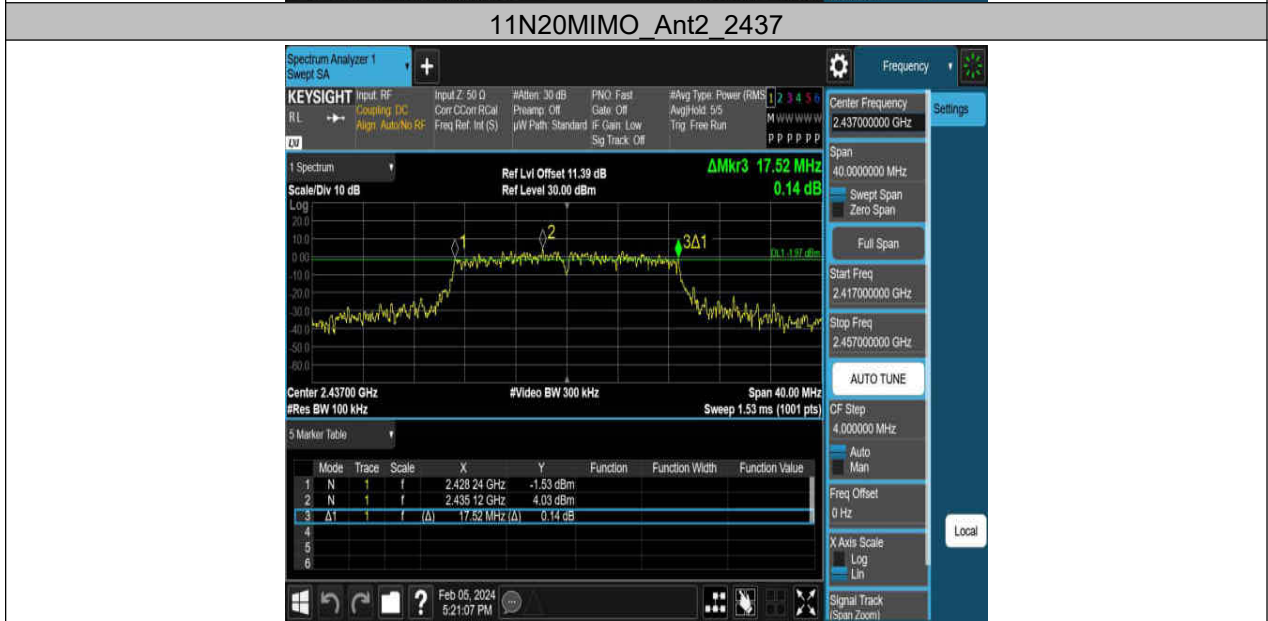 11N20MIMO_Ant2_2437
Spectrum Analyzer 1
Swept SA
+
Frequency
KEYSIGHT Input: RF
RL
Coupling: DC
Align: Auto/No RF
Input Z: 50 Ω
Corr CCorr RCal
Freq Ref: Int (S)
#Atten: 30 dB
Preamp: Off
µW Path: Standard
PNO: Fast
Gate: Off
IF Gain: Low
Sig Track: Off
#Avg Type: Power (RMS
Avg|Hold: 5/5
Trig: Free Run
1 2 3 4 5 6
M W W W W W
P P P P P P
Center Frequency
2.437000000 GHz
Settings
1 Spectrum
Scale/Div 10 dB
Ref Lvl Offset 11.39 dB
Ref Level 30.00 dBm
ΔMkr3 17.52 MHz
0.14 dB
Span
40.0000000 MHz
Swept Span
Zero Span
Full Span
Start Freq
2.417000000 GHz
Stop Freq
2.457000000 GHz
AUTO TUNE
CF Step
4.000000 MHz
Auto
Man
Freq Offset
0 Hz
X Axis Scale
Log
Lin
Signal Track
(Span Zoom)
Local
Log
20.0
10.0
0.00
-10.0
-20.0
-30.0
-40.0
-50.0
-60.0
1
2
3Δ1
DL1 -1.97 dBm
Center 2.43700 GHz
#Res BW 100 kHz
#Video BW 300 kHz
Span 40.00 MHz
Sweep 1.53 ms (1001 pts)
5 Marker Table
Mode Trace Scale X Y Function Function Width Function Value
1 N 1 f 2.428 24 GHz -1.53 dBm
2 N 1 f 2.435 12 GHz 4.03 dBm
3 Δ1 1 f (Δ) 17.52 MHz (Δ) 0.14 dB
4
5
6
?
Feb 05, 2024
5:21:07 PM